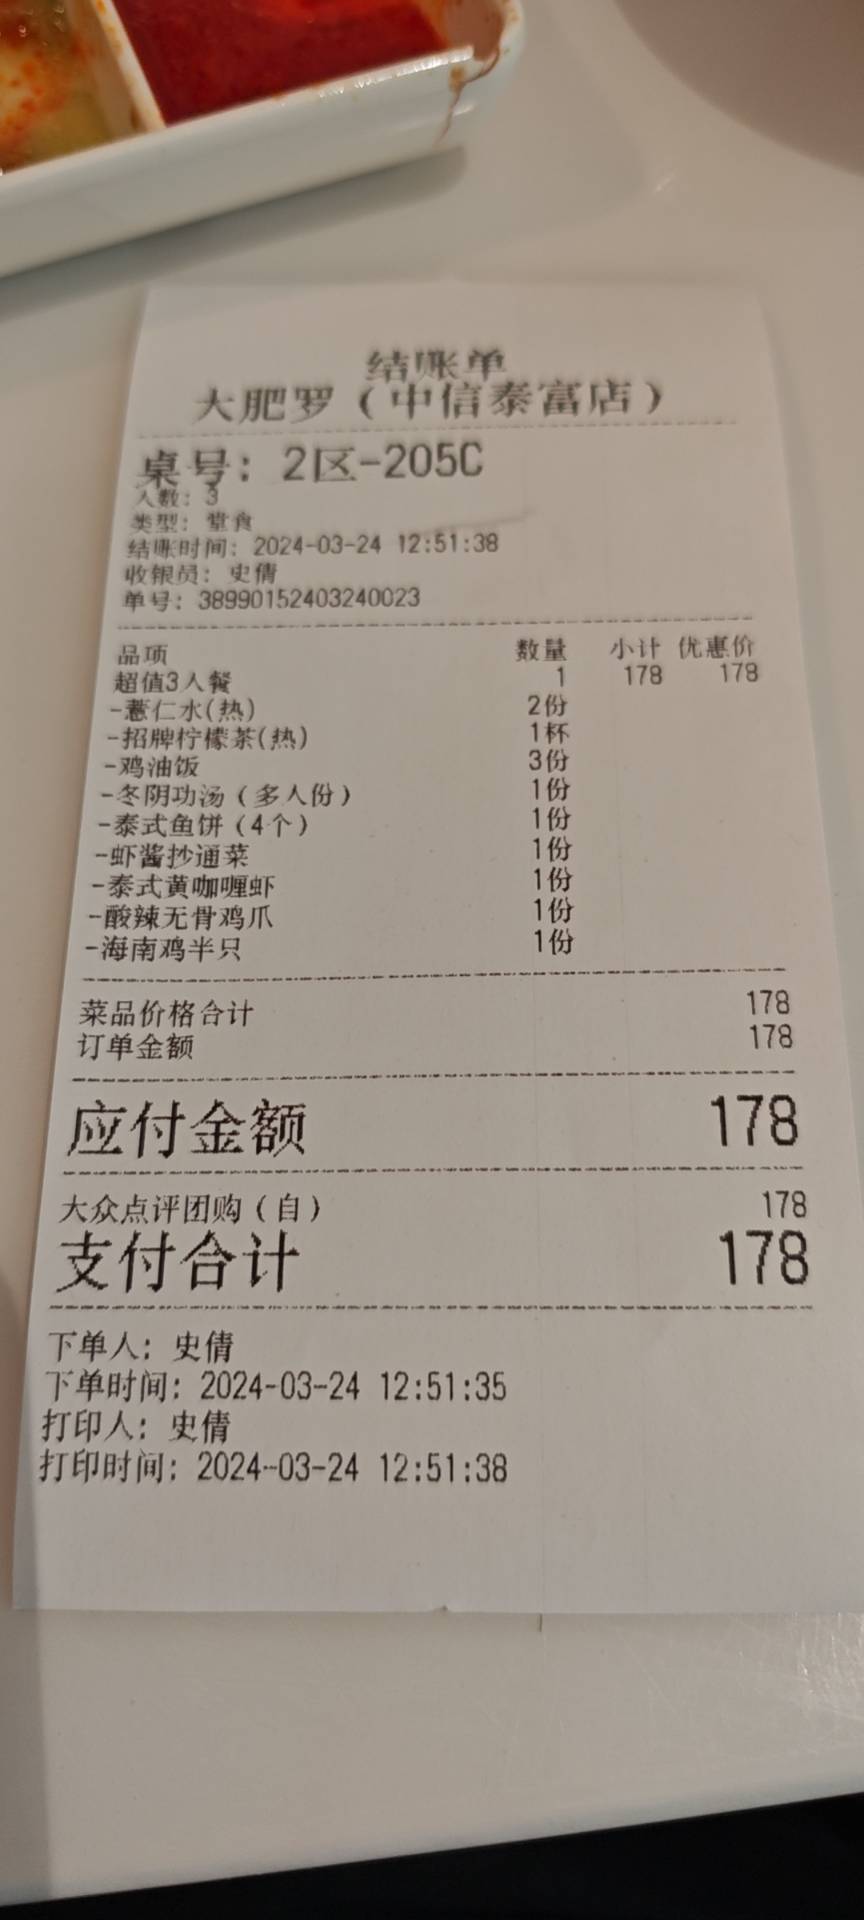 结账单
大肥罗（中信泰富店）
桌号：2区-205C
人数：3
类型：堂食
结账时间：2024-03-24 12:51:38
收银员：史倩
单号：38990152403240023
品项 数量 小计 优惠价
超值3人餐 1 178 178
-薏仁水(热) 2份
-招牌柠檬茶(热) 1杯
-鸡油饭 3份
-冬阴功汤（多人份） 1份
-泰式鱼饼（4个） 1份
-虾酱抄通菜 1份
-泰式黄咖喱虾 1份
-酸辣无骨鸡爪 1份
-海南鸡半只 1份
菜品价格合计 178
订单金额 178
应付金额 178
大众点评团购（自） 178
支付合计 178
下单人：史倩
下单时间：2024-03-24 12:51:35
打印人：史倩
打印时间：2024-03-24 12:51:38